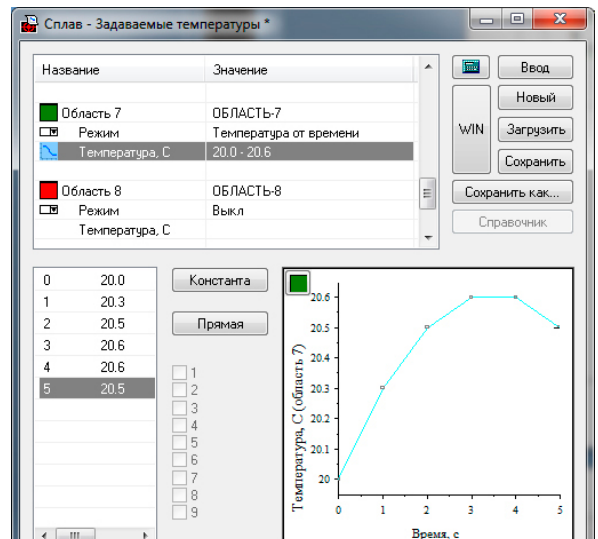 Сплав - Задаваемые температуры *
Название Значение
Область 7 ОБЛАСТЬ-7
Режим Температура от времени
Температура, С 20.0 - 20.6
Область 8 ОБЛАСТЬ-8
Режим Выкл
Температура, С
Ввод
Новый
WIN
Загрузить
Сохранить
Сохранить как...
Справочник
0 20.0
1 20.3
2 20.5
3 20.6
4 20.6
5 20.5
Константа
Прямая
1
2
3
4
5
6
7
8
9
Температура, С (область 7)
20.6
20.5
20.4
20.3
20.2
20.1
20
0 1 2 3 4 5
Время, с